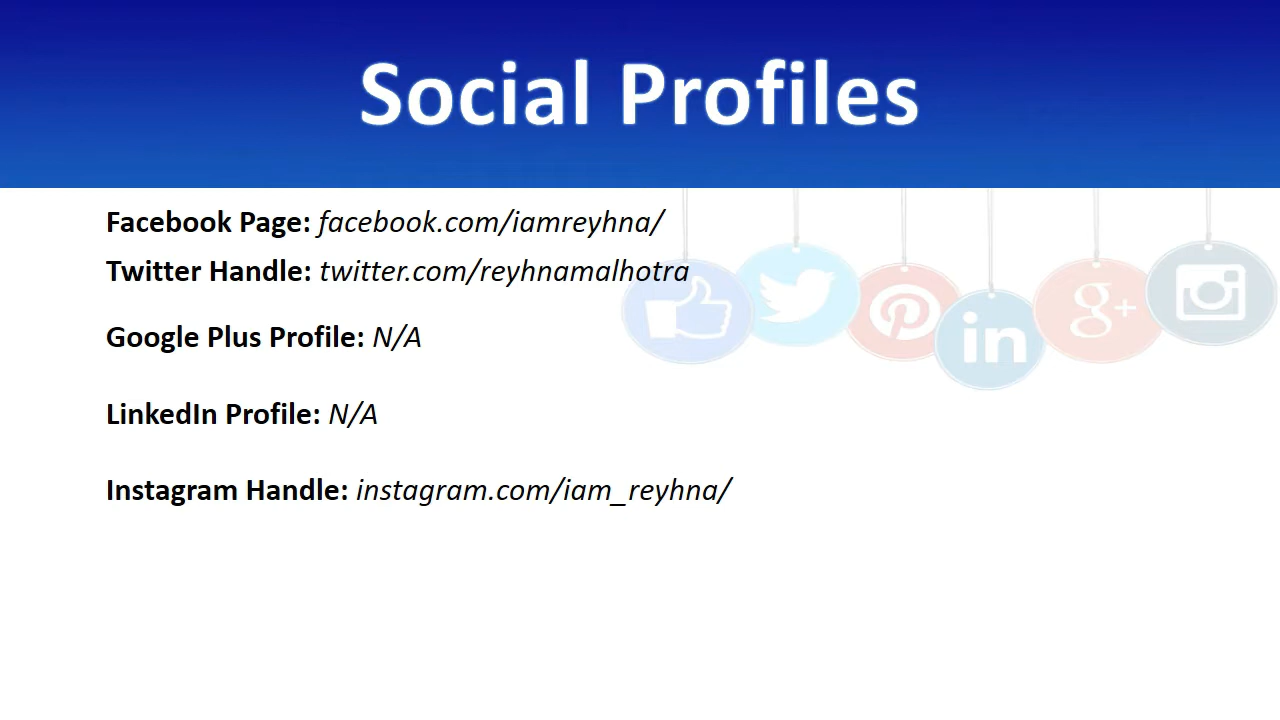 Social Profiles
Facebook Page: facebook.com/iamreyhna/
Twitter Handle: twitter.com/reyhnamalhotra
Google Plus Profile: N/A
LinkedIn Profile: N/A
Instagram Handle: instagram.com/iam_reyhna/
in
g+